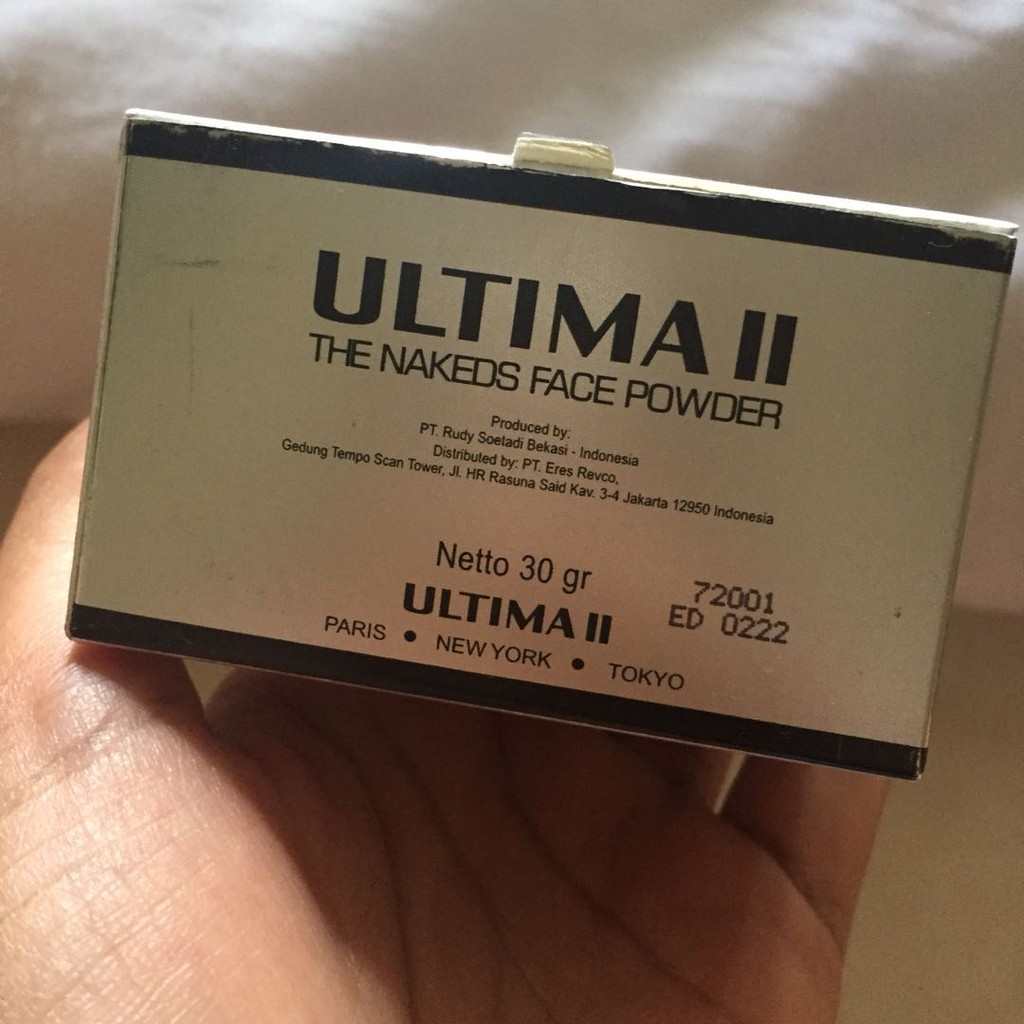 ULTIMA II
THE NAKEDS FACE POWDER
Produced by:
PT. Rudy Soetadi Bekasi - Indonesia
Distributed by: PT. Eres Revco,
Gedung Tempo Scan Tower, Jl. HR Rasuna Said Kav. 3-4 Jakarta 12950 Indonesia
Netto 30 gr
72001
ED 0222
ULTIMA II
PARIS • NEW YORK • TOKYO